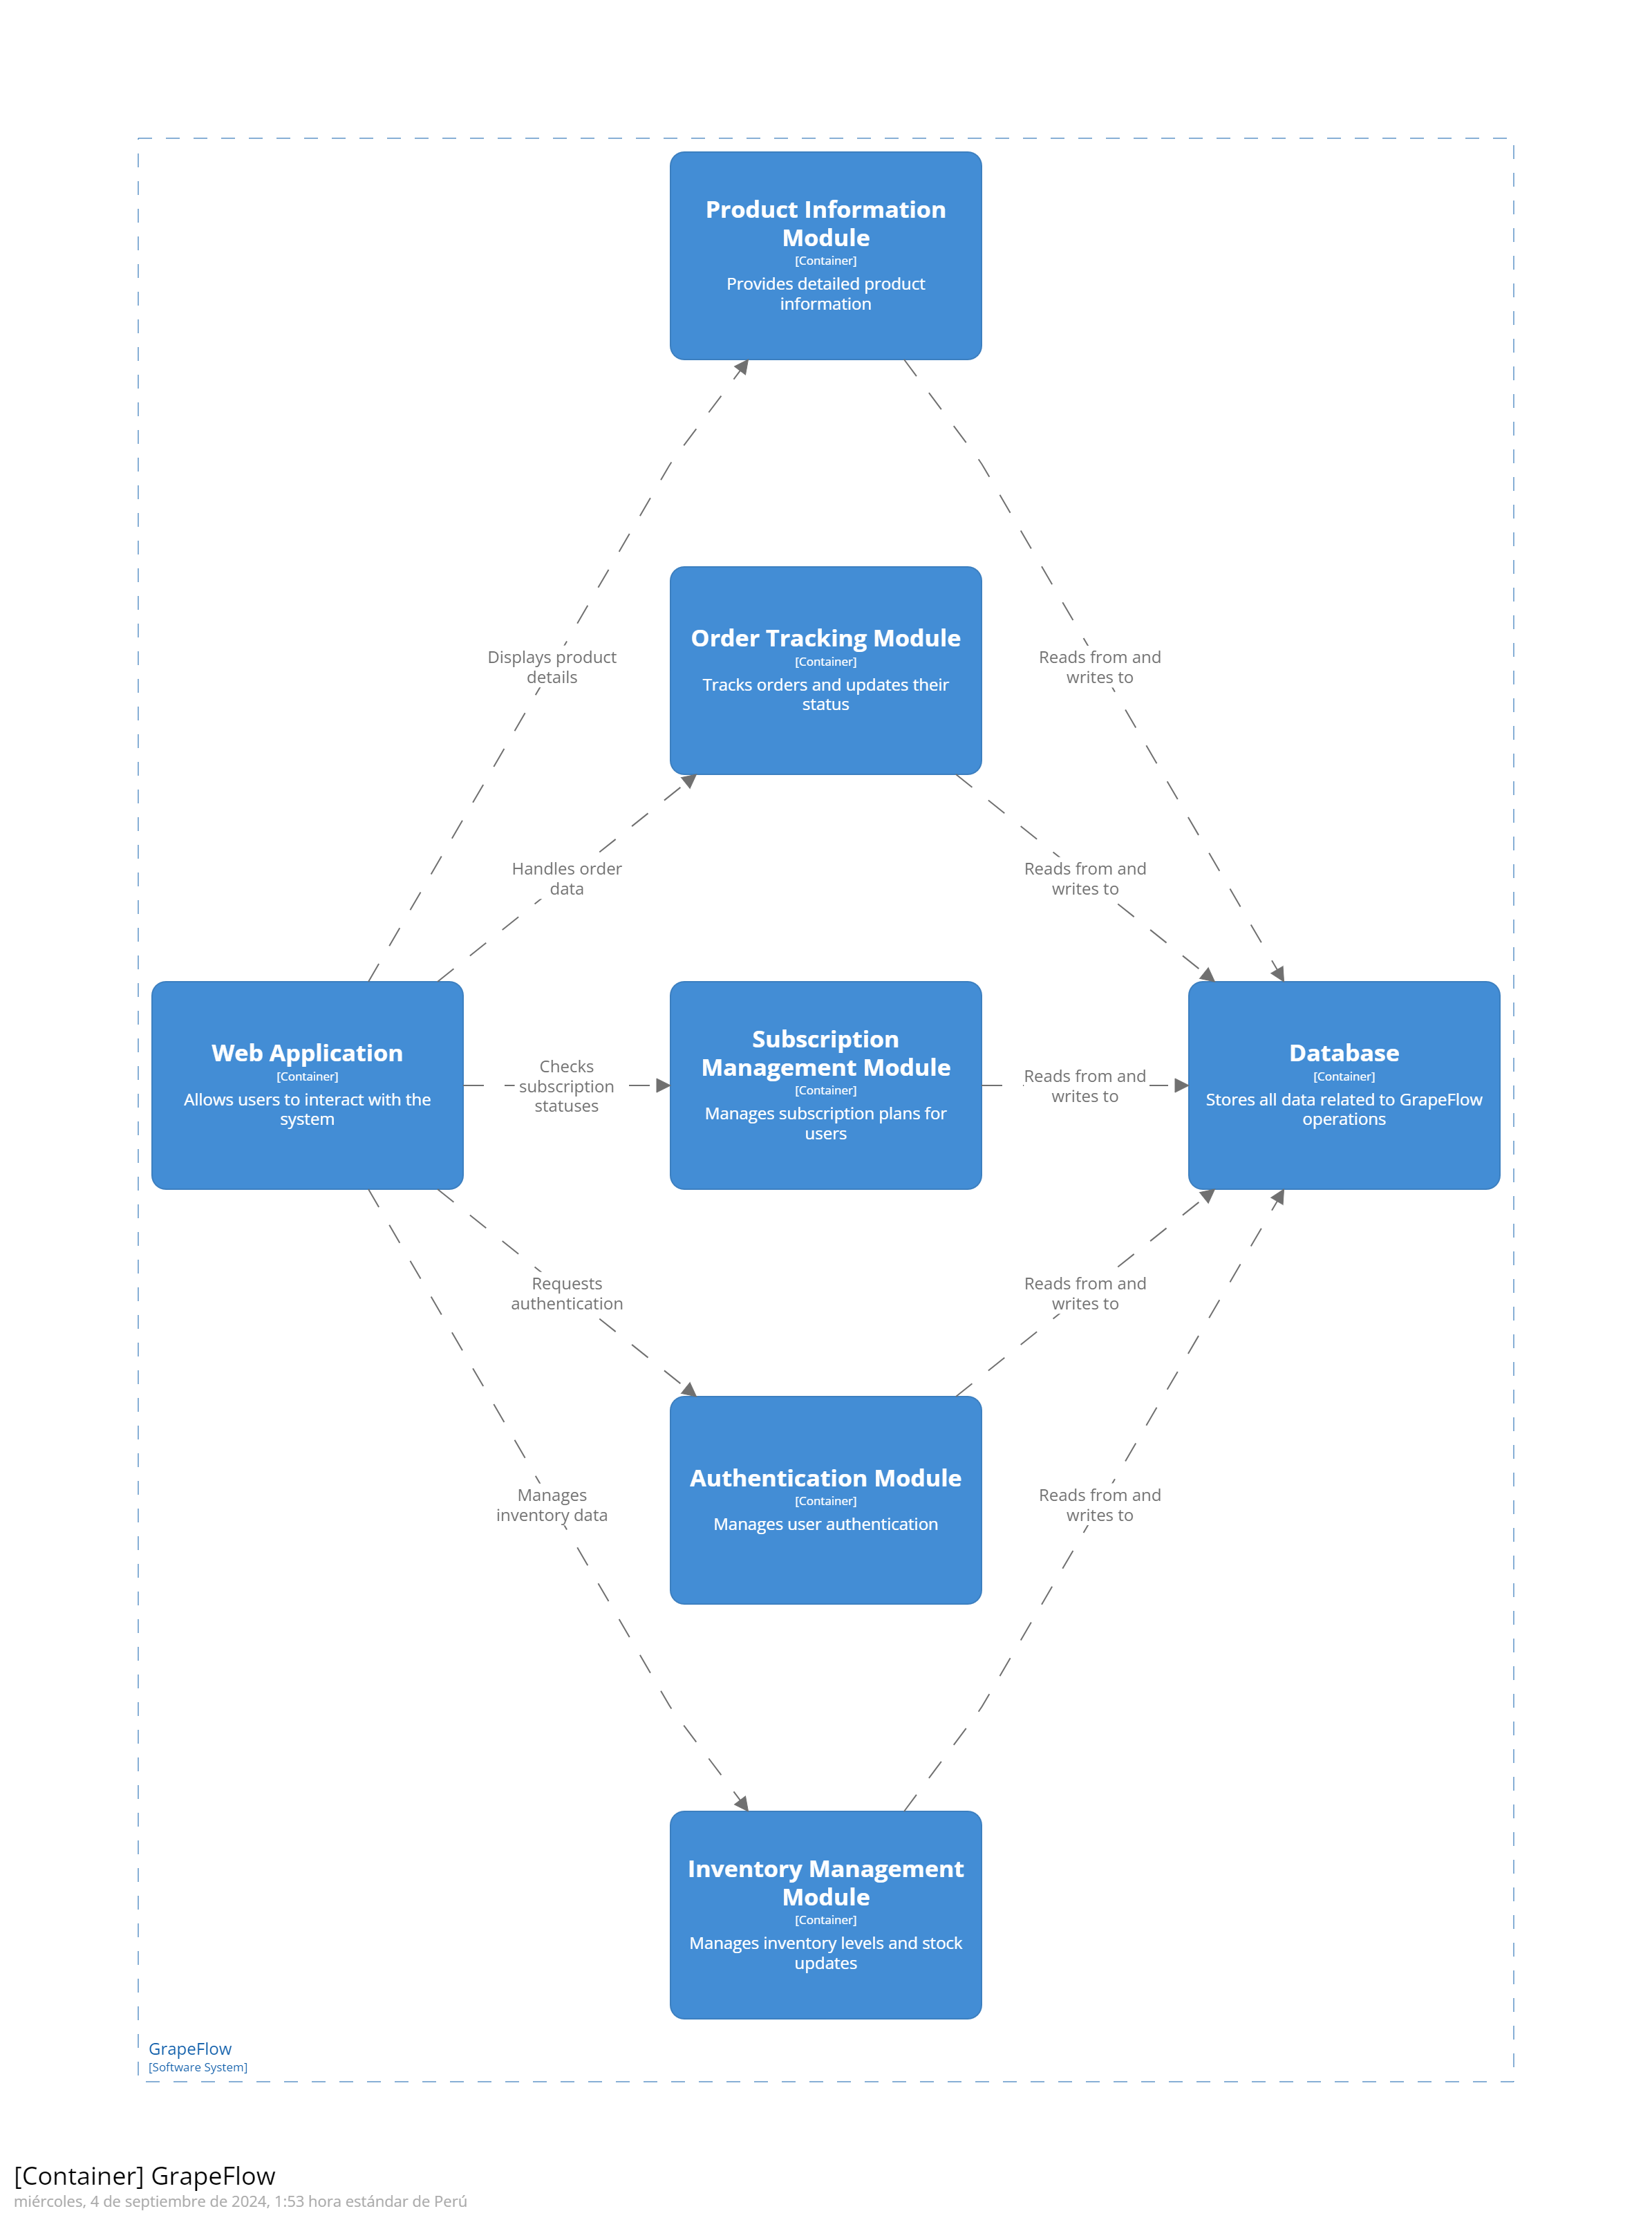 Product Information
Module
[Container]
Provides detailed product
information
Displays product
details
Order Tracking Module
[Container]
Tracks orders and updates their
status
Reads from and
writes to
Handles order
data
Reads from and
writes to
Web Application
[Container]
Allows users to interact with the
system
Checks
subscription
statuses
Subscription
Management Module
[Container]
Manages subscription plans for
users
Reads from and
writes to
Database
[Container]
Stores all data related to GrapeFlow
operations
Requests
authentication
Reads from and
writes to
Manages
inventory data
Authentication Module
[Container]
Manages user authentication
Reads from and
writes to
Inventory Management
Module
[Container]
Manages inventory levels and stock
updates
GrapeFlow
[Software System]
[Container] GrapeFlow
miércoles, 4 de septiembre de 2024, 1:53 hora estándar de Perú